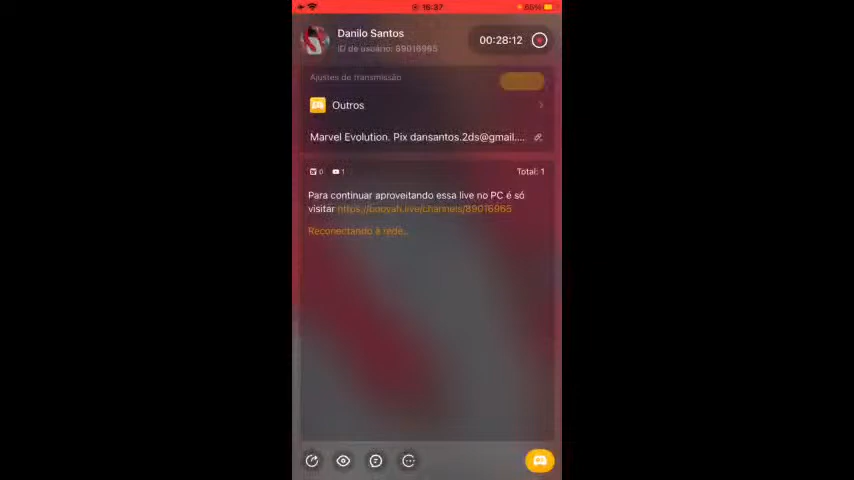 15:37
66%
Danilo Santos
ID de usuário: 89016965
00:28:12
Ajustes de transmissão
Outros
Marvel Evolution. Pix dansantos.2ds@gmail....
0 1
Total: 1
Para continuar aproveitando essa live no PC é só
visitar https://booyah.live/channels/89016965
Reconectando à rede...